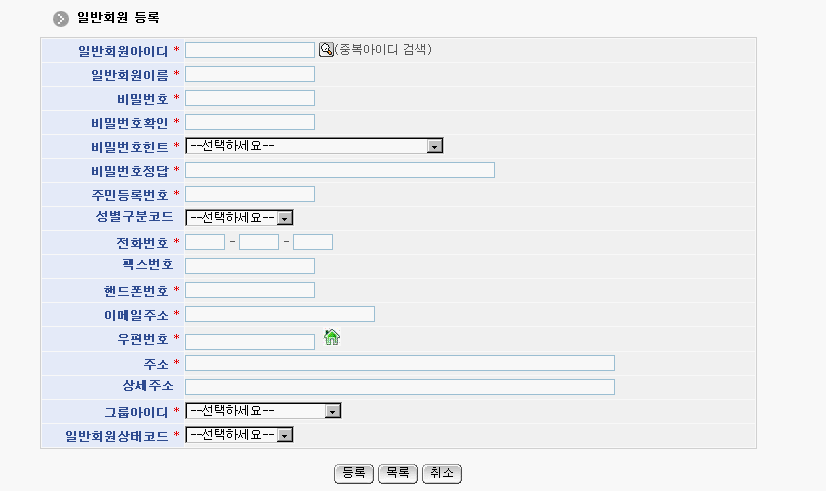 일반회원 등록
일반회원아이디 * (중복아이디 검색)
일반회원이름 *
비밀번호 *
비밀번호확인 *
비밀번호힌트 * --선택하세요--
비밀번호정답 *
주민등록번호 *
성별구분코드 --선택하세요--
전화번호 * - -
팩스번호
핸드폰번호 *
이메일주소 *
우편번호 *
주소 *
상세주소
그룹아이디 * --선택하세요--
일반회원상태코드 * --선택하세요--
등록 목록 취소